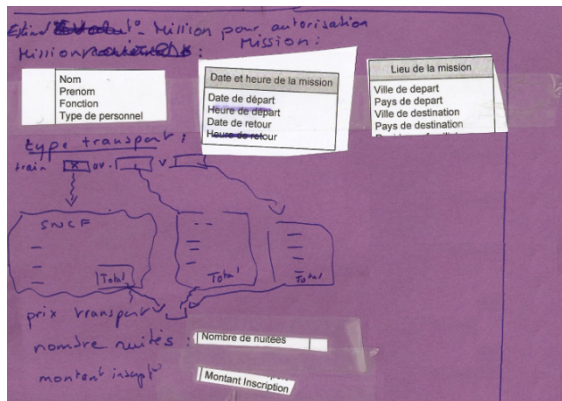 Mission pour autorisation
Mission :
Mission :
Nom
Prenom
Fonction
Type de personnel
Date et heure de la mission
Date de départ
Heure de départ
Date de retour
Heure de retour
Lieu de la mission
Ville de depart
Pays de depart
Ville de destination
Pays de destination
type transport :
train X ou
SNCF
Total
Total
Total
prix transport
nombre nuités :
Nombre de nuitées
montant inscript°
Montant Inscription